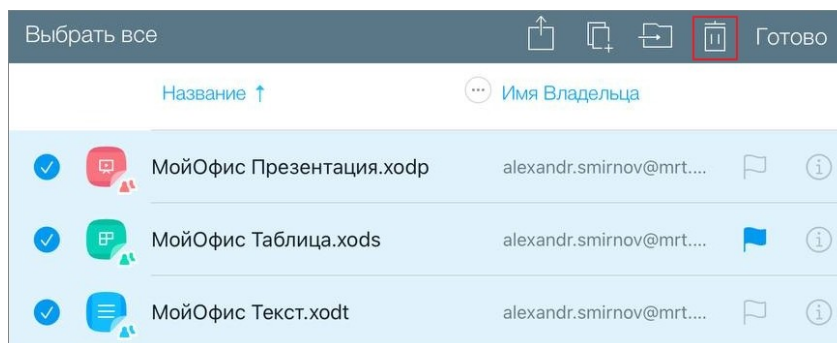 Выбрать все Готово
Название ↑ Имя Владельца
МойОфис Презентация.xodp alexandr.smirnov@mrt....
МойОфис Таблица.xods alexandr.smirnov@mrt....
МойОфис Текст.xodt alexandr.smirnov@mrt....